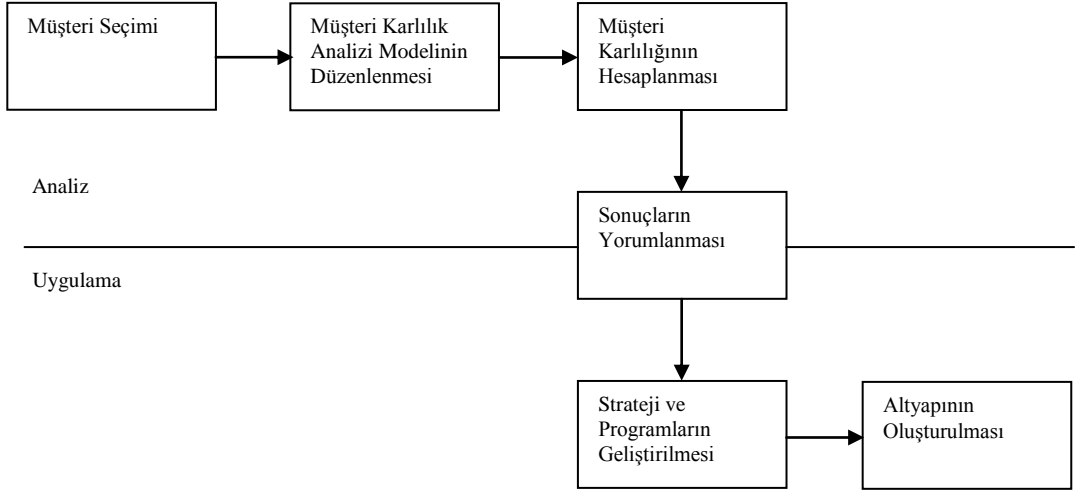 Müşteri Seçimi
Müşteri Karlılık
Analizi Modelinin
Düzenlenmesi
Müşteri
Karlılığının
Hesaplanması
Analiz
Sonuçların
Yorumlanması
Uygulama
Strateji ve
Programların
Geliştirilmesi
Altyapının
Oluşturulması